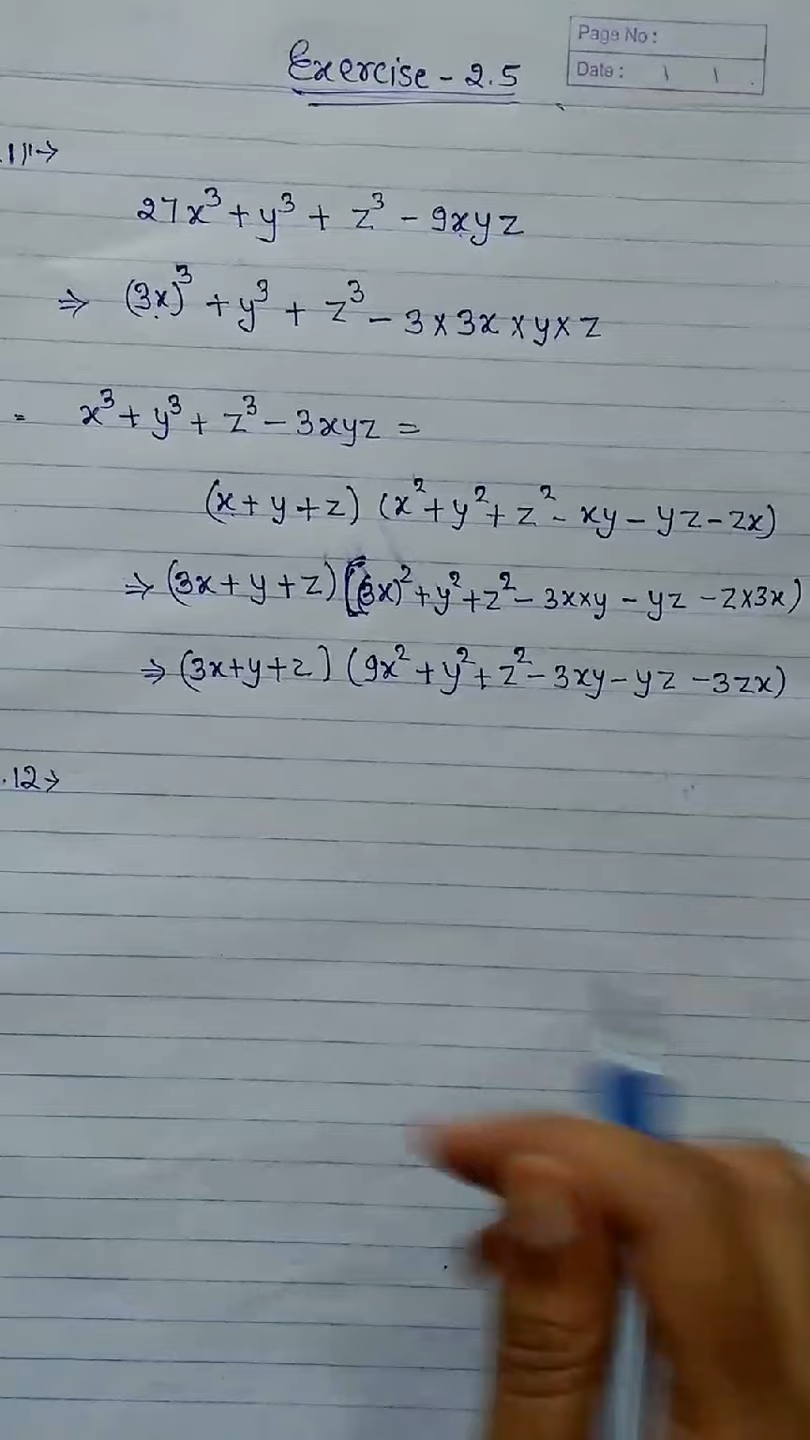 Page No :
Exercise - 2.5
Date :
.11→
27x³ + y³ + z³ - 9xyz
⇒ (3x)³ + y³ + z³ - 3 × 3x × y × z
= x³ + y³ + z³ - 3xyz =
(x + y + z) (x² + y² + z² - xy - yz - zx)
⇒ (3x + y + z) [(3x)² + y² + z² - 3x×y - yz - z×3x)
⇒ (3x+y+z) (9x² + y² + z² - 3xy - yz - 3zx)
.12→